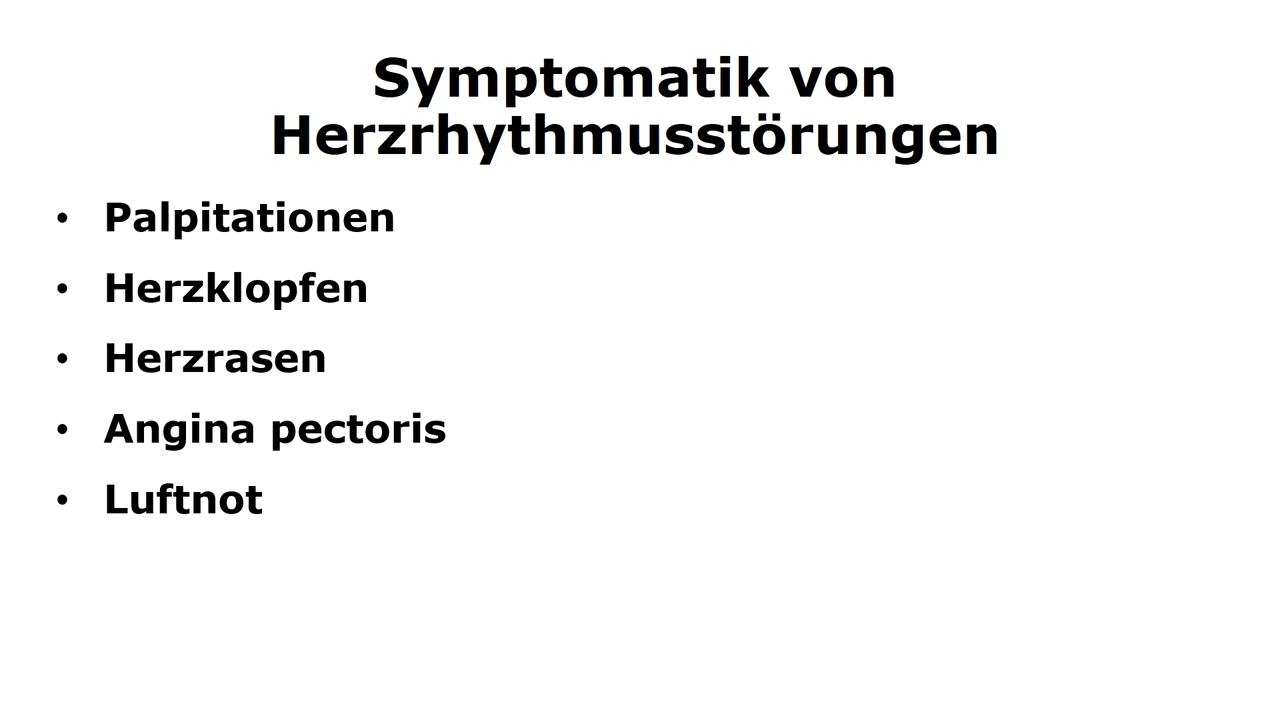 Symptomatik von
Herzrhythmusstörungen
• Palpitationen
• Herzklopfen
• Herzrasen
• Angina pectoris
• Luftnot